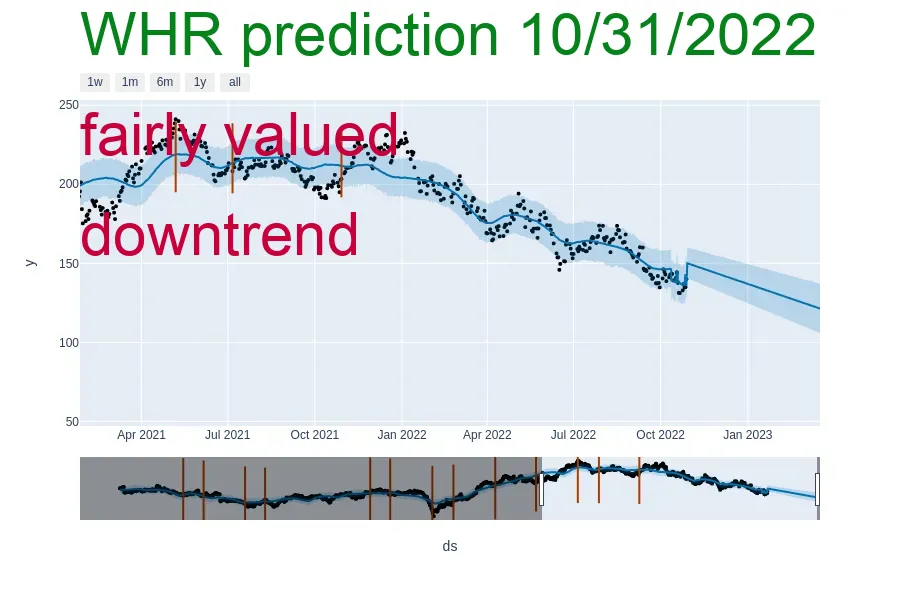 WHR prediction 10/31/2022
1w 1m 6m 1y all
250
fairly valued
200
downtrend
y
150
100
50
Apr 2021 Jul 2021 Oct 2021 Jan 2022 Apr 2022 Jul 2022 Oct 2022 Jan 2023
ds